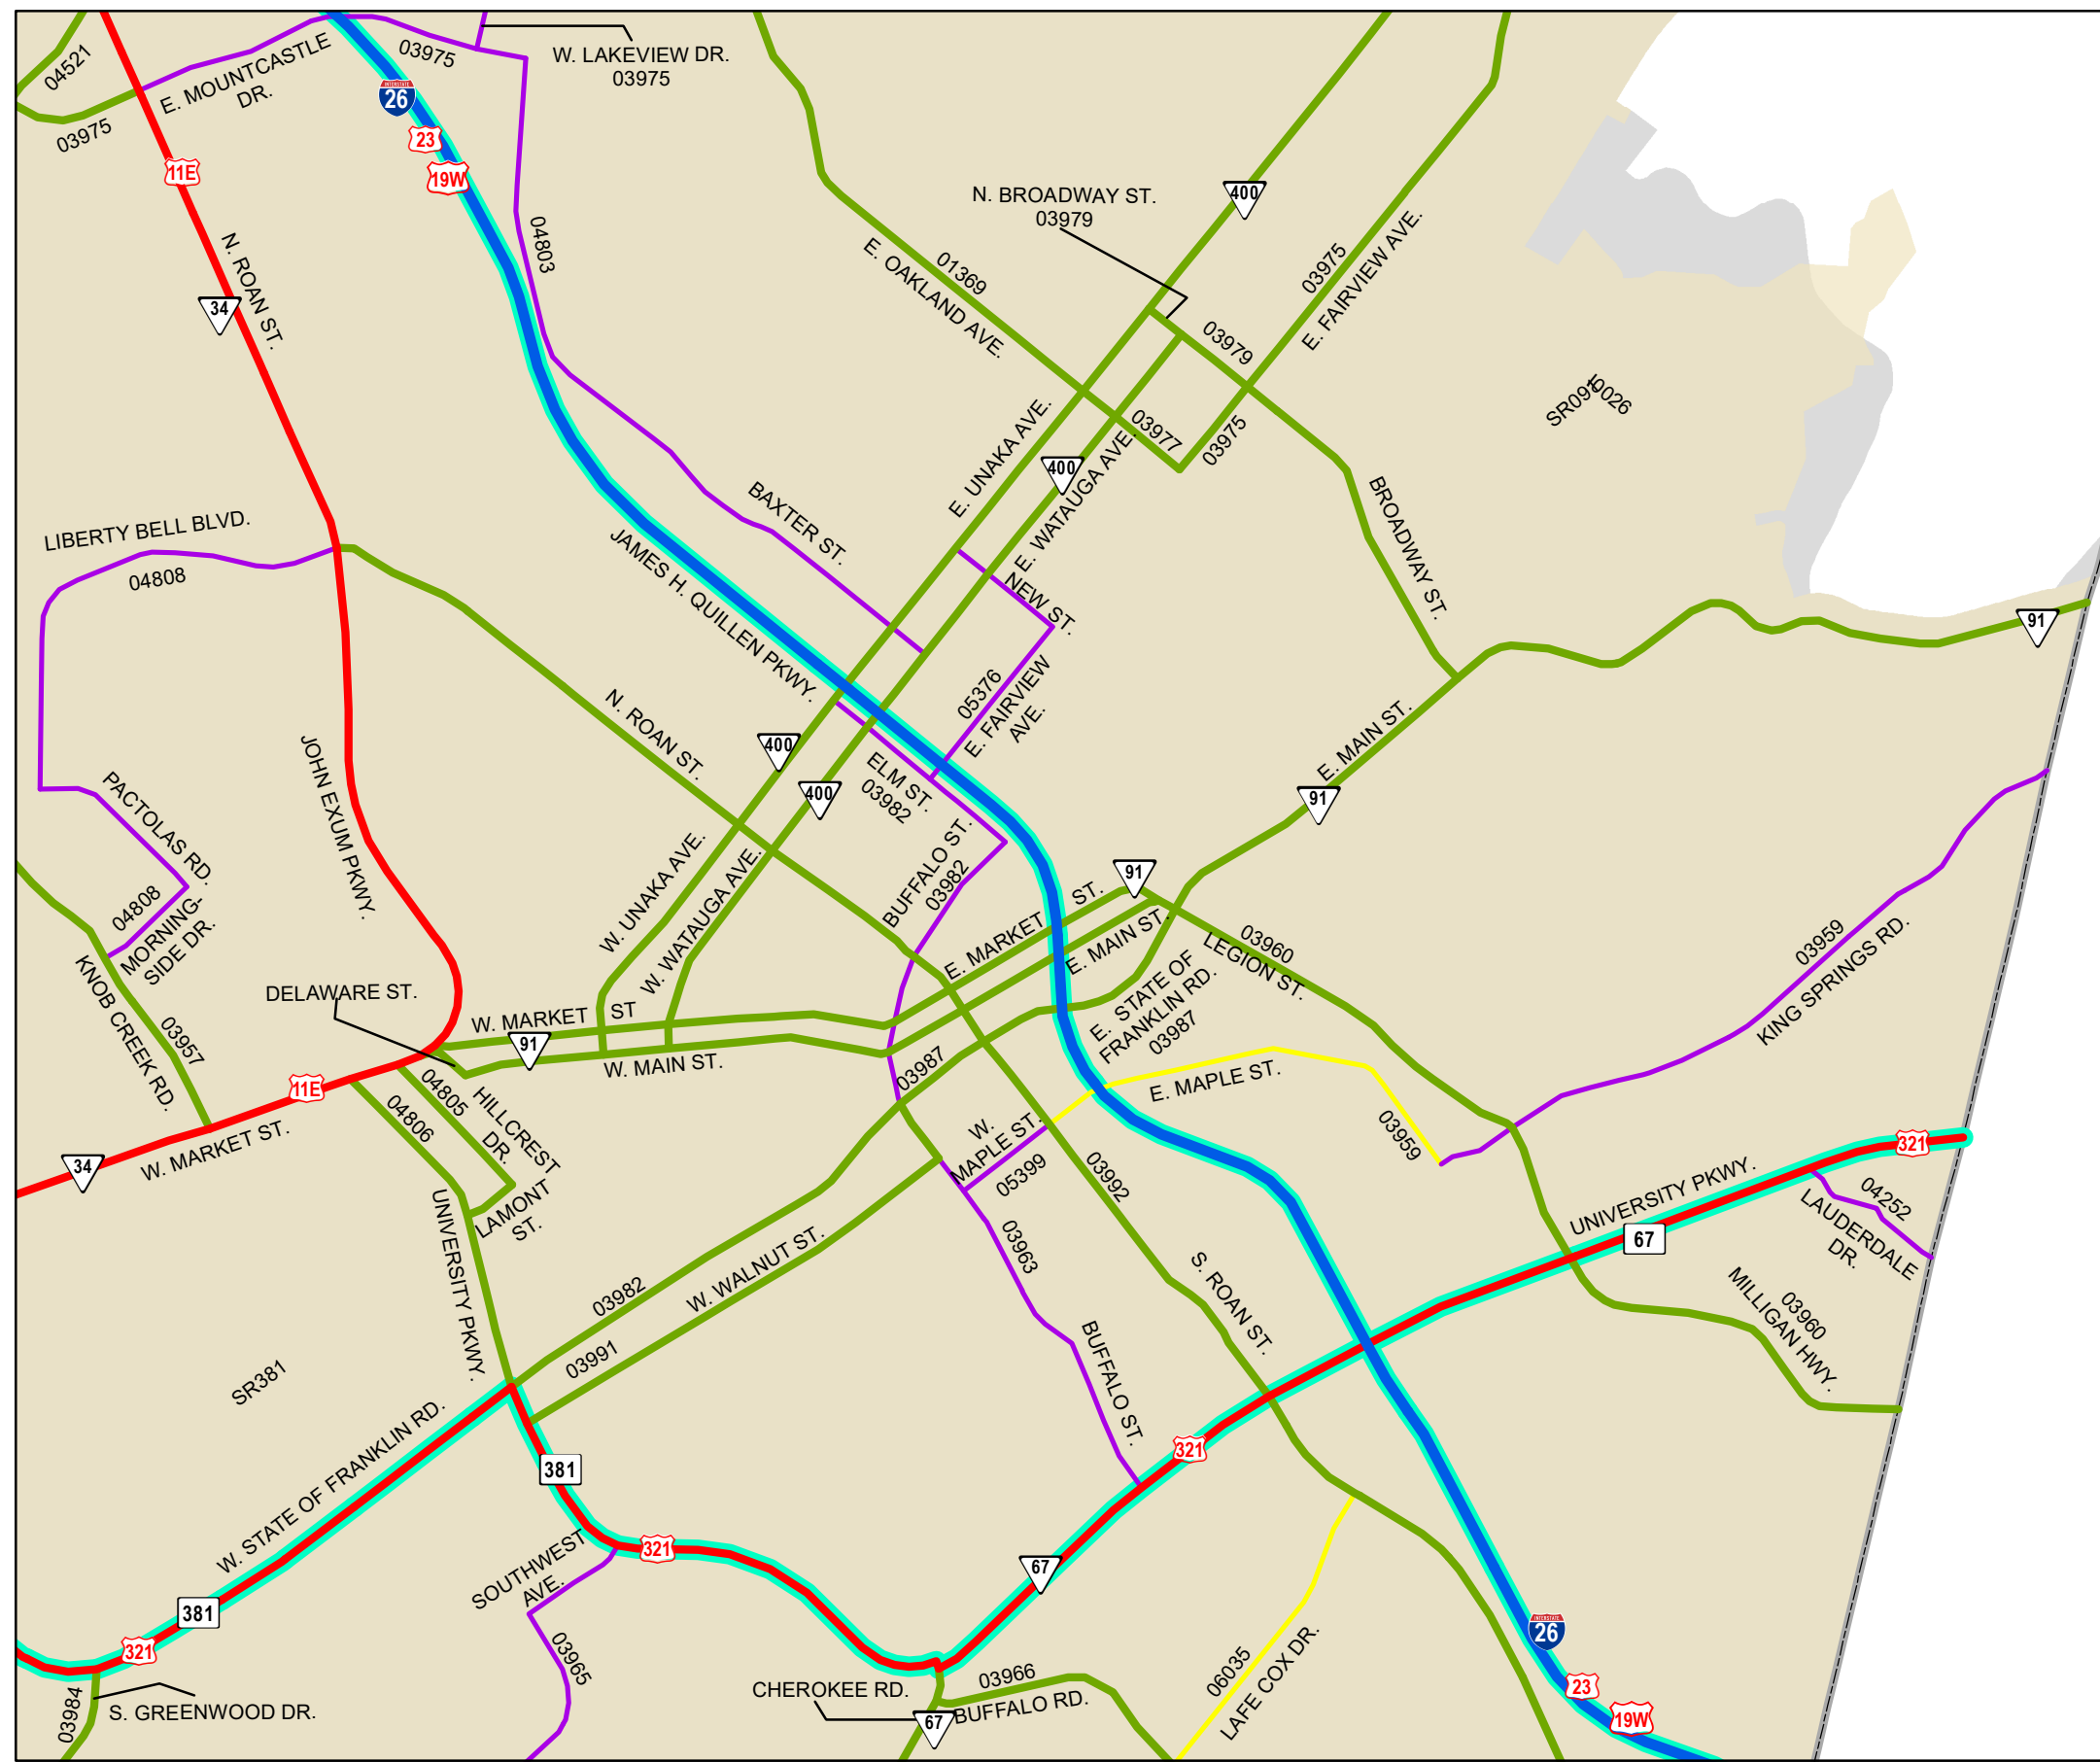 04521
03975
E. MOUNTCASTLE
DR.
03975
W. LAKEVIEW DR.
03975
INTERSTATE
26
23
19W
11E
N. ROAN ST.
34
04803
N. BROADWAY ST.
03979
400
E. OAKLAND AVE.
01369
03975
E. FAIRVIEW AVE.
03979
03977
03975
E. UNAKA AVE.
400
E. WATAUGA AVE.
BROADWAY ST.
LIBERTY BELL BLVD.
04808
BAXTER ST.
JAMES H. QUILLEN PKWY.
NEW ST.
05376
E. FAIRVIEW
AVE.
91
N. ROAN ST.
400
400
ELM ST.
03982
E. MAIN ST.
91
JOHN EXUM PKWY.
PACTOLAS RD.
04808
MORNING-
SIDE DR.
W. UNAKA AVE.
W. WATAUGA AVE.
BUFFALO ST.
03982
91
E. MARKET ST.
E. MAIN ST.
03960
LEGION ST.
E. STATE OF
FRANKLIN RD.
03987
03959
KING SPRINGS RD.
KNOB CREEK RD.
03957
DELAWARE ST.
W. MARKET ST
91
W. MAIN ST.
11E
34
W. MARKET ST.
04806
04805
HILLCREST
DR.
LAMONT
ST.
UNIVERSITY PKWY.
03987
E. MAPLE ST.
03959
W.
MAPLE ST.
05399
03992
03963
W. WALNUT ST.
03982
03991
BUFFALO ST.
S. ROAN ST.
UNIVERSITY PKWY.
67
321
04252
LAUDERDALE
DR.
03960
MILLIGAN HWY.
SR381
W. STATE OF FRANKLIN RD.
381
321
381
321
SOUTHWEST
AVE.
03965
321
67
03984
S. GREENWOOD DR.
CHEROKEE RD.
67
03966
BUFFALO RD.
06035
LAFE COX DR.
INTERSTATE
26
23
19W